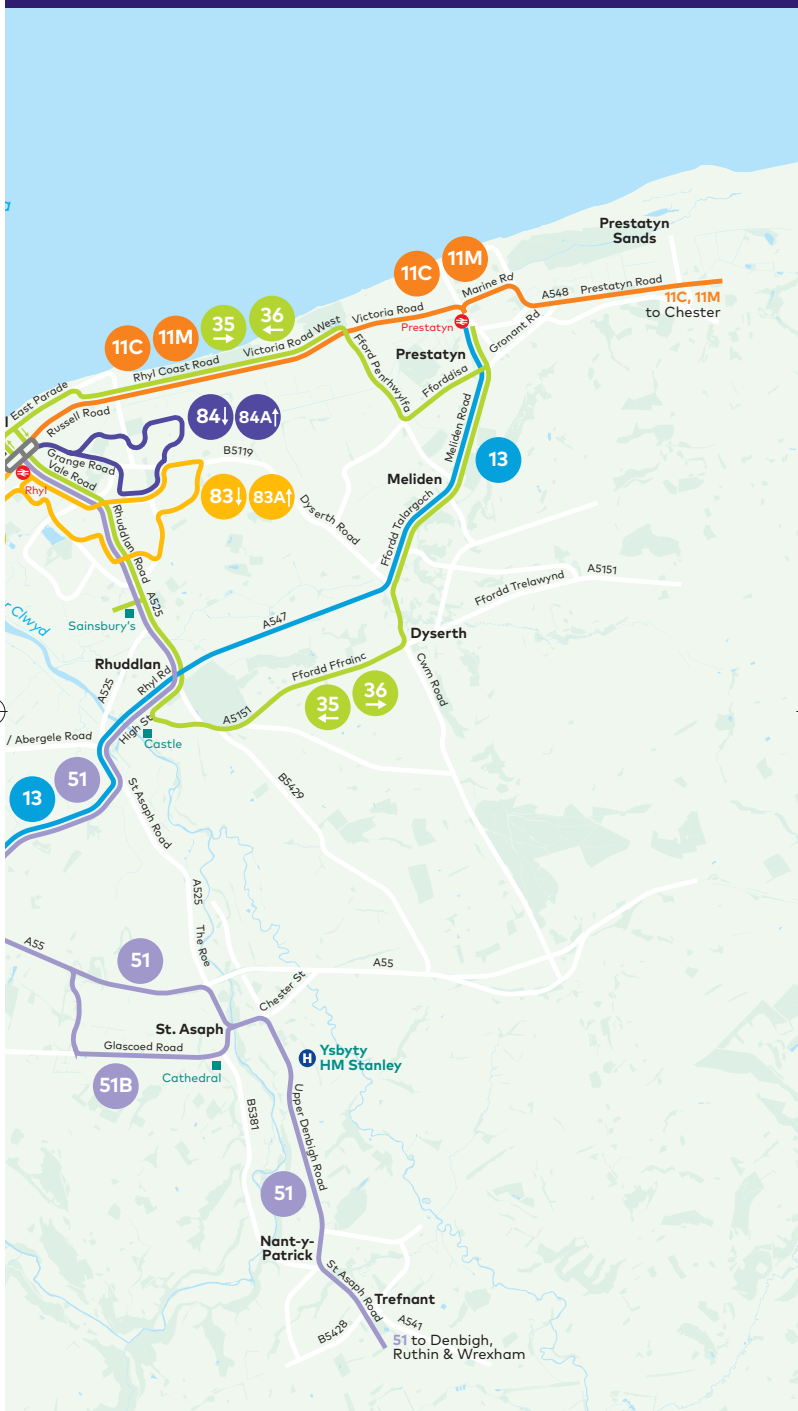 Prestatyn
Sands
11C
11M
Marine Rd
A548
Prestatyn Road
11C, 11M
to Chester
Victoria Road
Prestatyn
35
36
Victoria Road West
Gronant Rd
Prestatyn
11C
11M
Rhyl Coast Road
Fford Penrhwylfa
Fforddisa
East Parade
Russell Road
84
84A
B5119
Meliden Road
13
Grange Road
Vale Road
Rhyl
83
83A
Meliden
Dyserth Road
Ffordd Talargoch
Rhuddlan Road
A525
Ffordd Trelawnyd
A5151
Sainsbury's
r Clwyd
A547
Dyserth
Rhuddlan
Rhyl Rd
Ffordd Ffrainc
Cwm Road
A525
35
36
High St
A5151
/ Abergele Road
Castle
51
13
St Asaph Road
B5429
A525
The Roe
A55
51
A55
Chester St
St. Asaph
Glascoed Road
Ysbyty
HM Stanley
H
Cathedral
51B
B5381
Upper Denbigh Road
51
Nant-y-
Patrick
St Asaph Road
Trefnant
A541
B5428
51 to Denbigh,
Ruthin & Wrexham